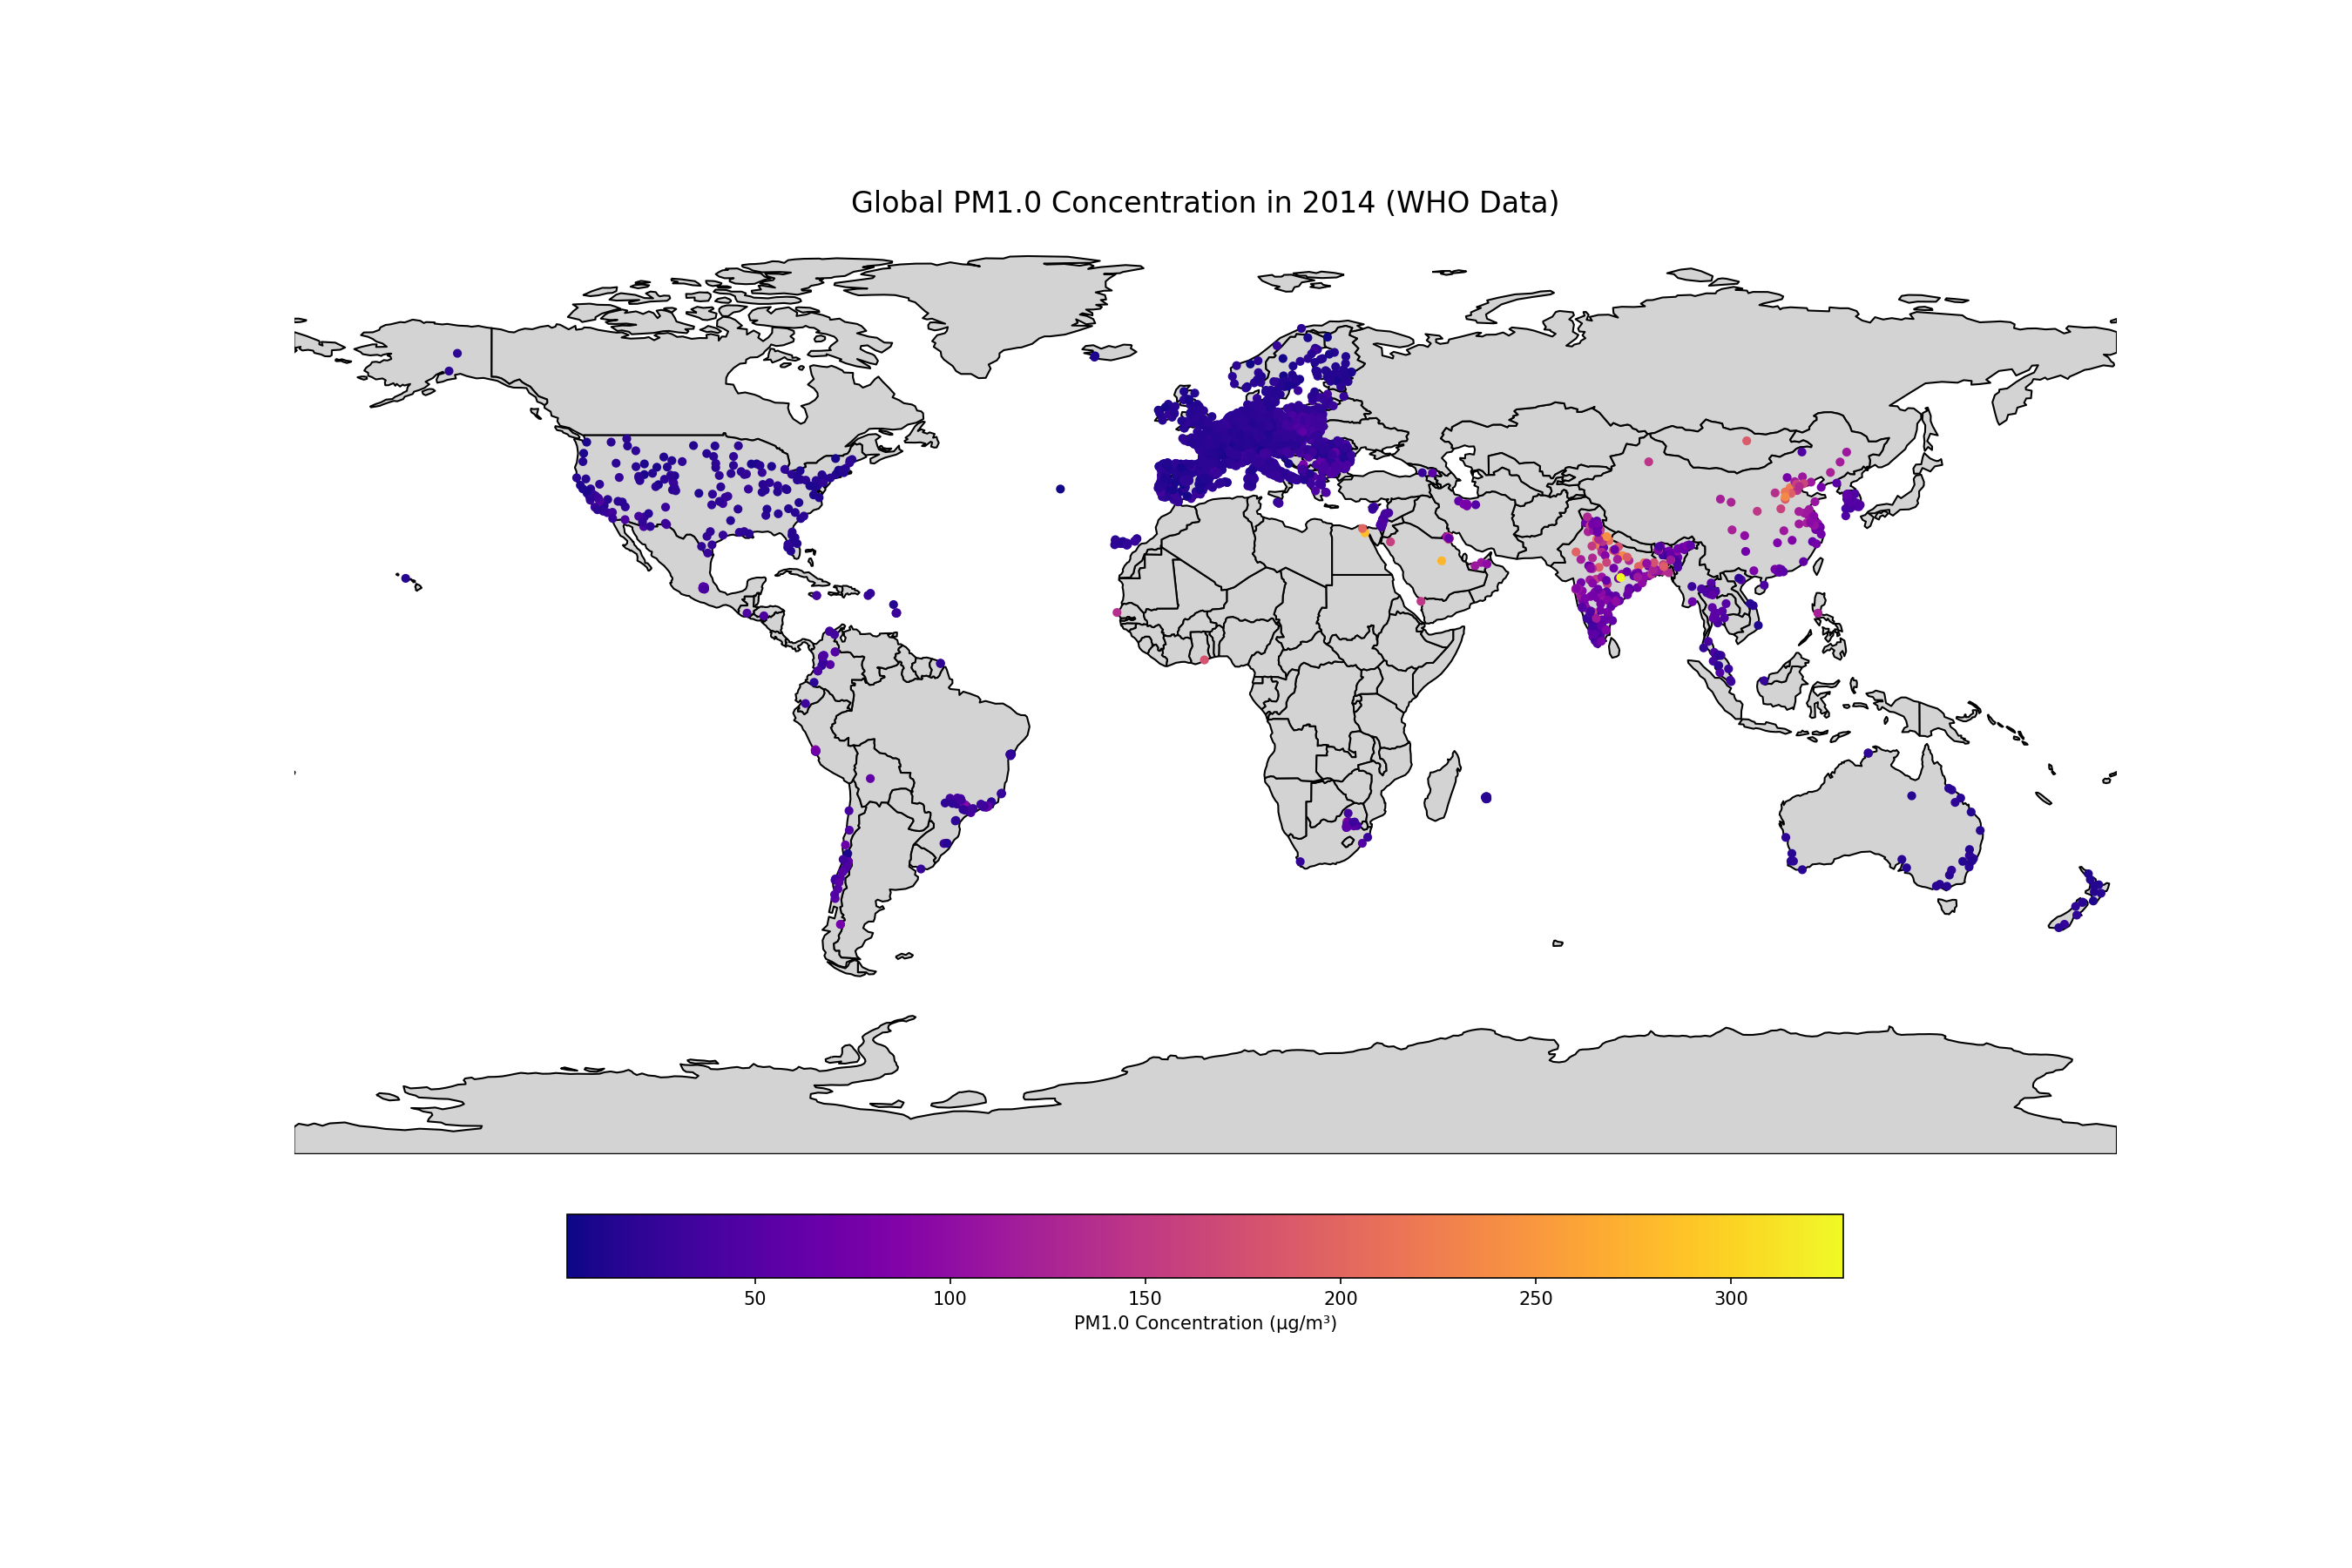 Global PM1.0 Concentration in 2014 (WHO Data)
50 100 150 200 250 300
PM1.0 Concentration (μg/m³)